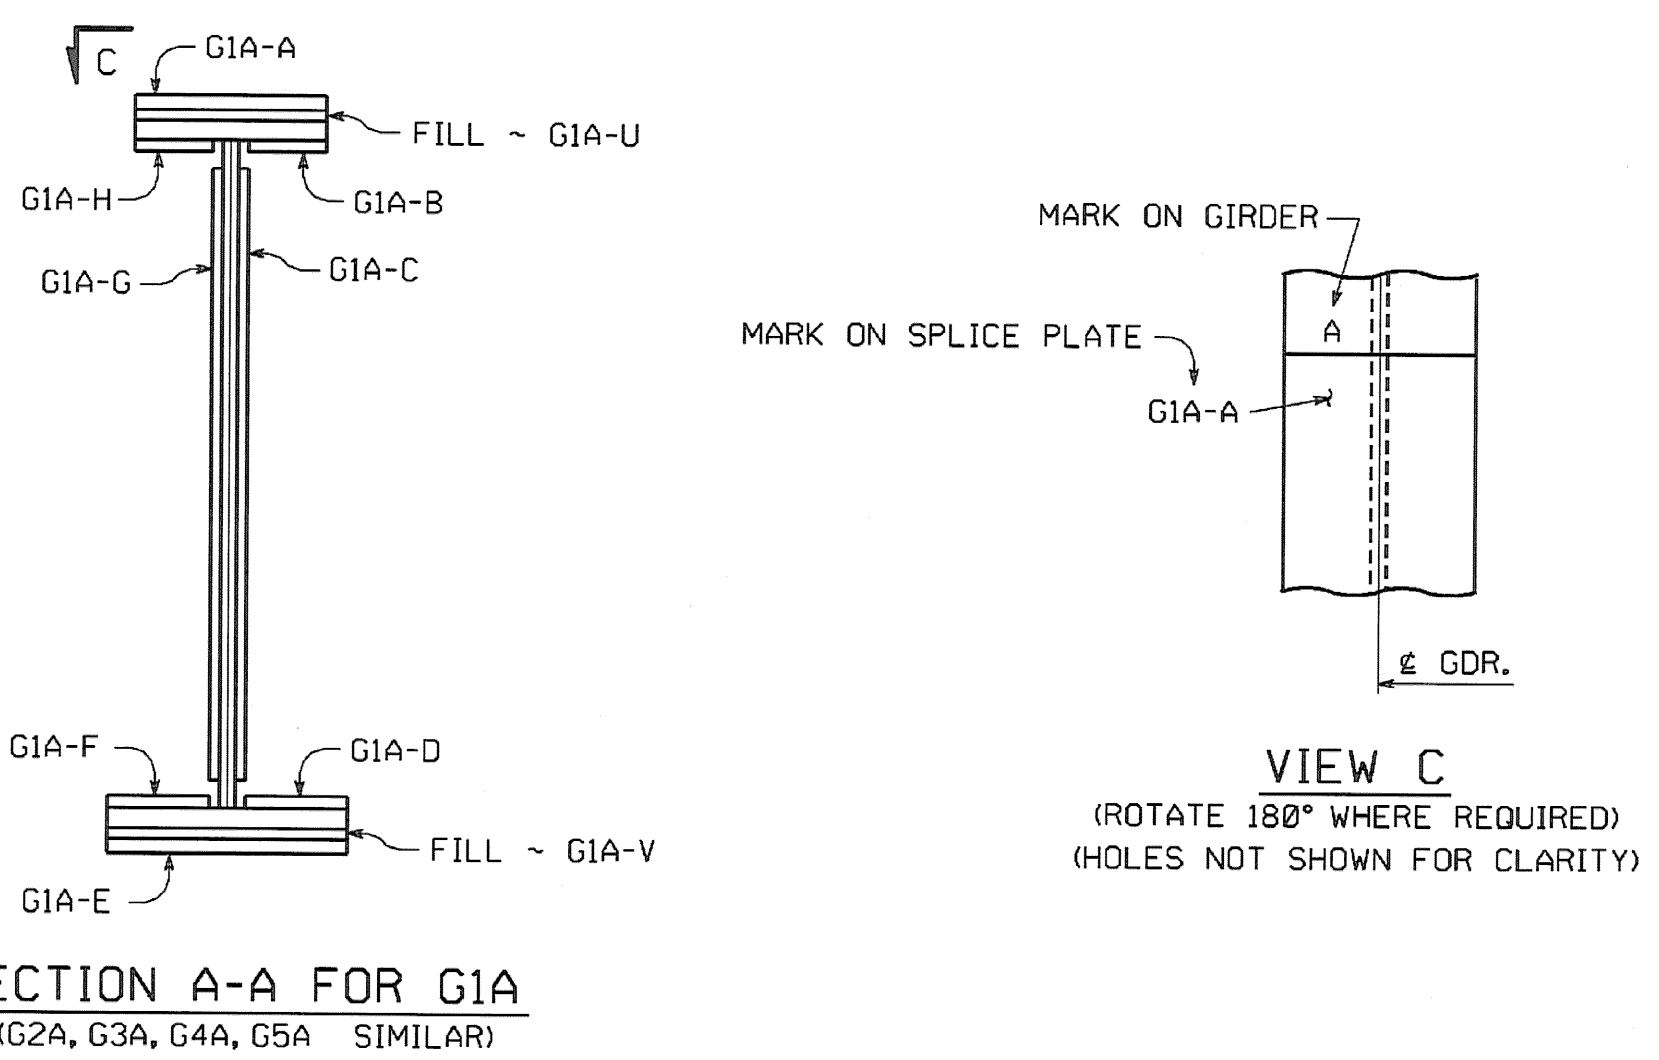 C
G1A-A
FILL ~ G1A-U
G1A-H
G1A-B
G1A-G
G1A-C
G1A-F
G1A-D
FILL ~ G1A-V
G1A-E
ECTION A-A FOR G1A
(G2A, G3A, G4A, G5A SIMILAR)
MARK ON GIRDER
A
MARK ON SPLICE PLATE
G1A-A
℄ GDR.
VIEW C
(ROTATE 180° WHERE REQUIRED)
(HOLES NOT SHOWN FOR CLARITY)